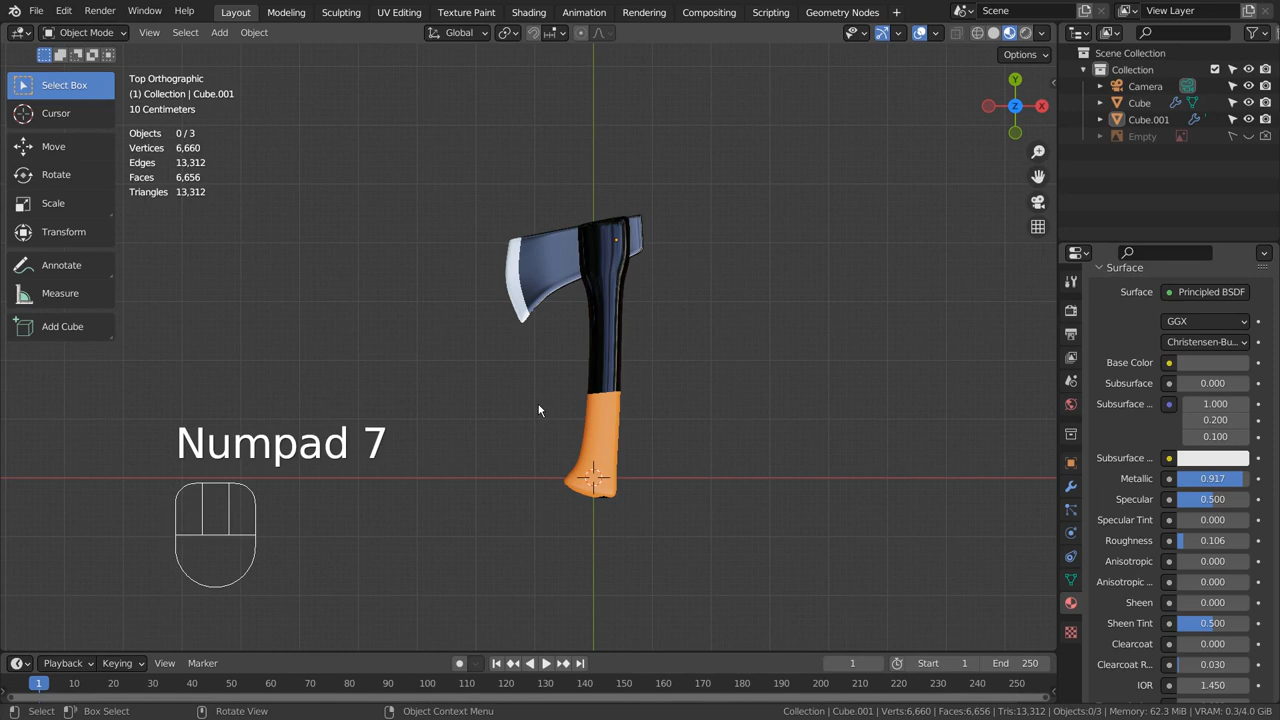 File Edit Render Window Help Layout Modeling Sculpting UV Editing Texture Paint Shading Animation Rendering Compositing Scripting Geometry Nodes + Scene View Layer
Object Mode View Select Add Object Global
Options
Select Box
Cursor
Move
Rotate
Scale
Transform
Annotate
Measure
Add Cube
Top Orthographic
(1) Collection | Cube.001
10 Centimeters
Objects 0 / 3
Vertices 6,660
Edges 13,312
Faces 6,656
Triangles 13,312
Y
Z
X
Numpad 7
Scene Collection
Collection
Camera
Cube
Cube.001
Empty
Surface
Surface Principled BSDF
GGX
Christensen-Bu...
Base Color
Subsurface 0.000
Subsurface ... 1.000
0.200
0.100
Subsurface ...
Metallic 0.917
Specular 0.500
Specular Tint 0.000
Roughness 0.106
Anisotropic 0.000
Anisotropic ... 0.000
Sheen 0.000
Sheen Tint 0.500
Clearcoat 0.000
Clearcoat R... 0.030
IOR 1.450
Playback Keying View Marker 1 Start 1 End 250
1 10 20 30 40 50 60 70 80 90 100 110 120 130 140 150 160 170 180 190 200 210 220 230 240 250
Select Box Select Rotate View Object Context Menu Collection | Cube.001 | Verts:6,660 | Faces:6,656 | Tris:13,312 | Objects:0/3 | Memory: 62.3 MiB | VRAM: 0.3/4.0 GiB